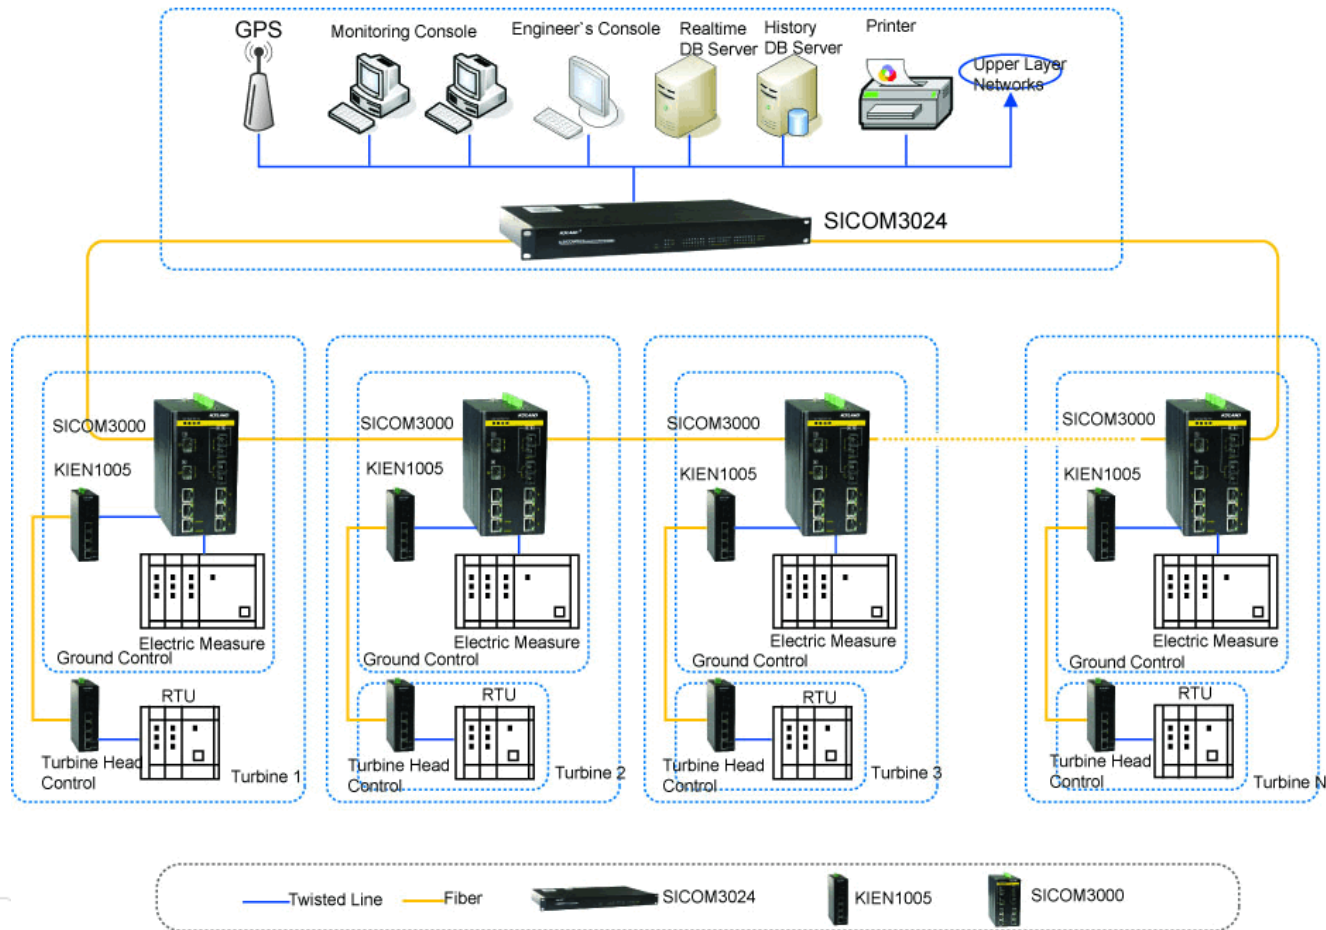 GPS
Monitoring Console
Engineer`s Console
Realtime
DB Server
History
DB Server
Printer
Upper Layer
Networks
SICOM3024
SICOM3000
KIEN1005
Electric Measure
Ground Control
RTU
Turbine Head
Control
Turbine 1
SICOM3000
KIEN1005
Electric Measure
Ground Control
RTU
Turbine Head
Control
Turbine 2
SICOM3000
KIEN1005
Electric Measure
Ground Control
RTU
Turbine Head
Control
Turbine 3
SICOM3000
KIEN1005
Electric Measure
Ground Control
RTU
Turbine Head
Control
Turbine N
Twisted Line
Fiber
SICOM3024
KIEN1005
SICOM3000